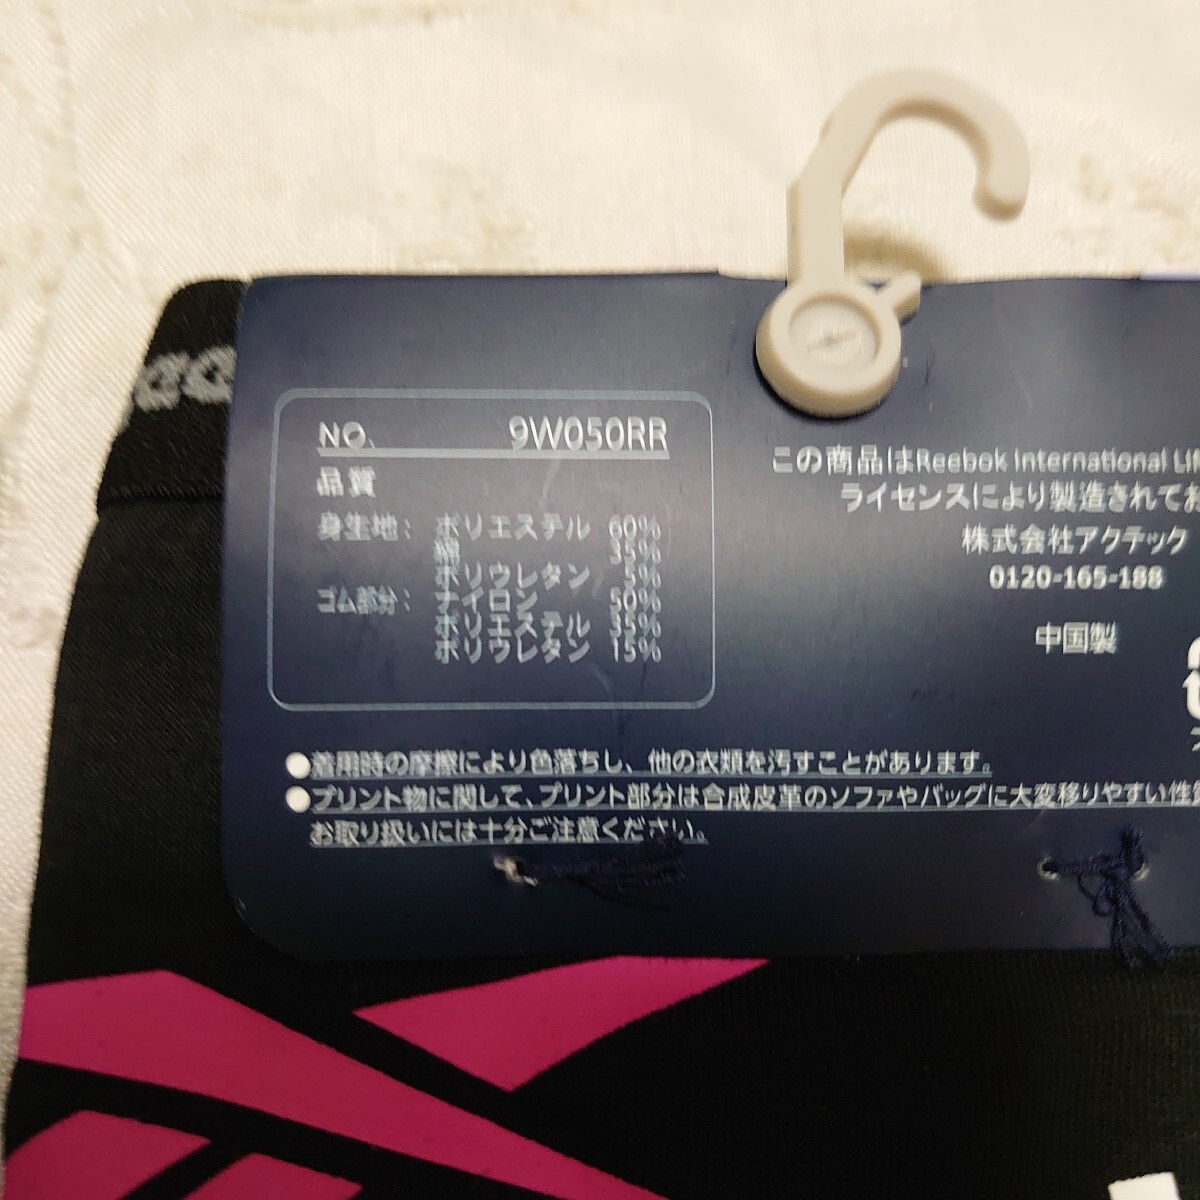 NO. 9W050RR
品質
身生地： ポリエステル 60%
綿 35%
ポリウレタン 5%
ゴム部分： ナイロン 50%
ポリエステル 35%
ポリウレタン 15%
この商品はReebok International
ライセンスにより製造されてお
株式会社アクテック
0120-165-188
中国製
●着用時の摩擦により色落ちし、他の衣類を汚すことがあります。
●プリント物に関して、プリント部分は合成皮革のソファやバッグに大変移りやすい性質
お取り扱いには十分ご注意ください。